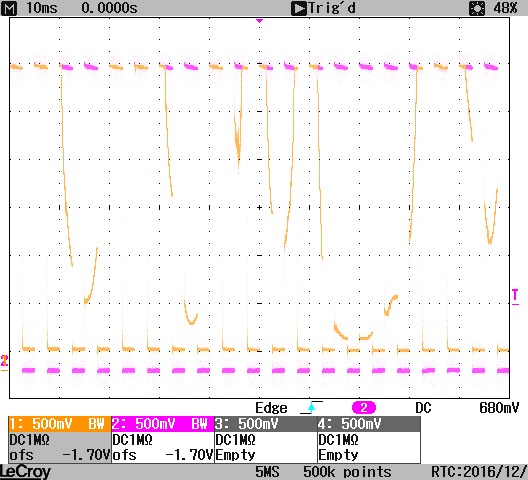 M 10ms 0.0000s Trig'd 48%
T
2
Edge 2 DC 680mV
1: 500mV BW 2: 500mV BW 3: 500mV 4: 500mV
DC1MΩ DC1MΩ DC1MΩ DC1MΩ
ofs -1.70V ofs -1.70V Empty Empty
LeCroy 5MS 500k points RTC:2016/12/